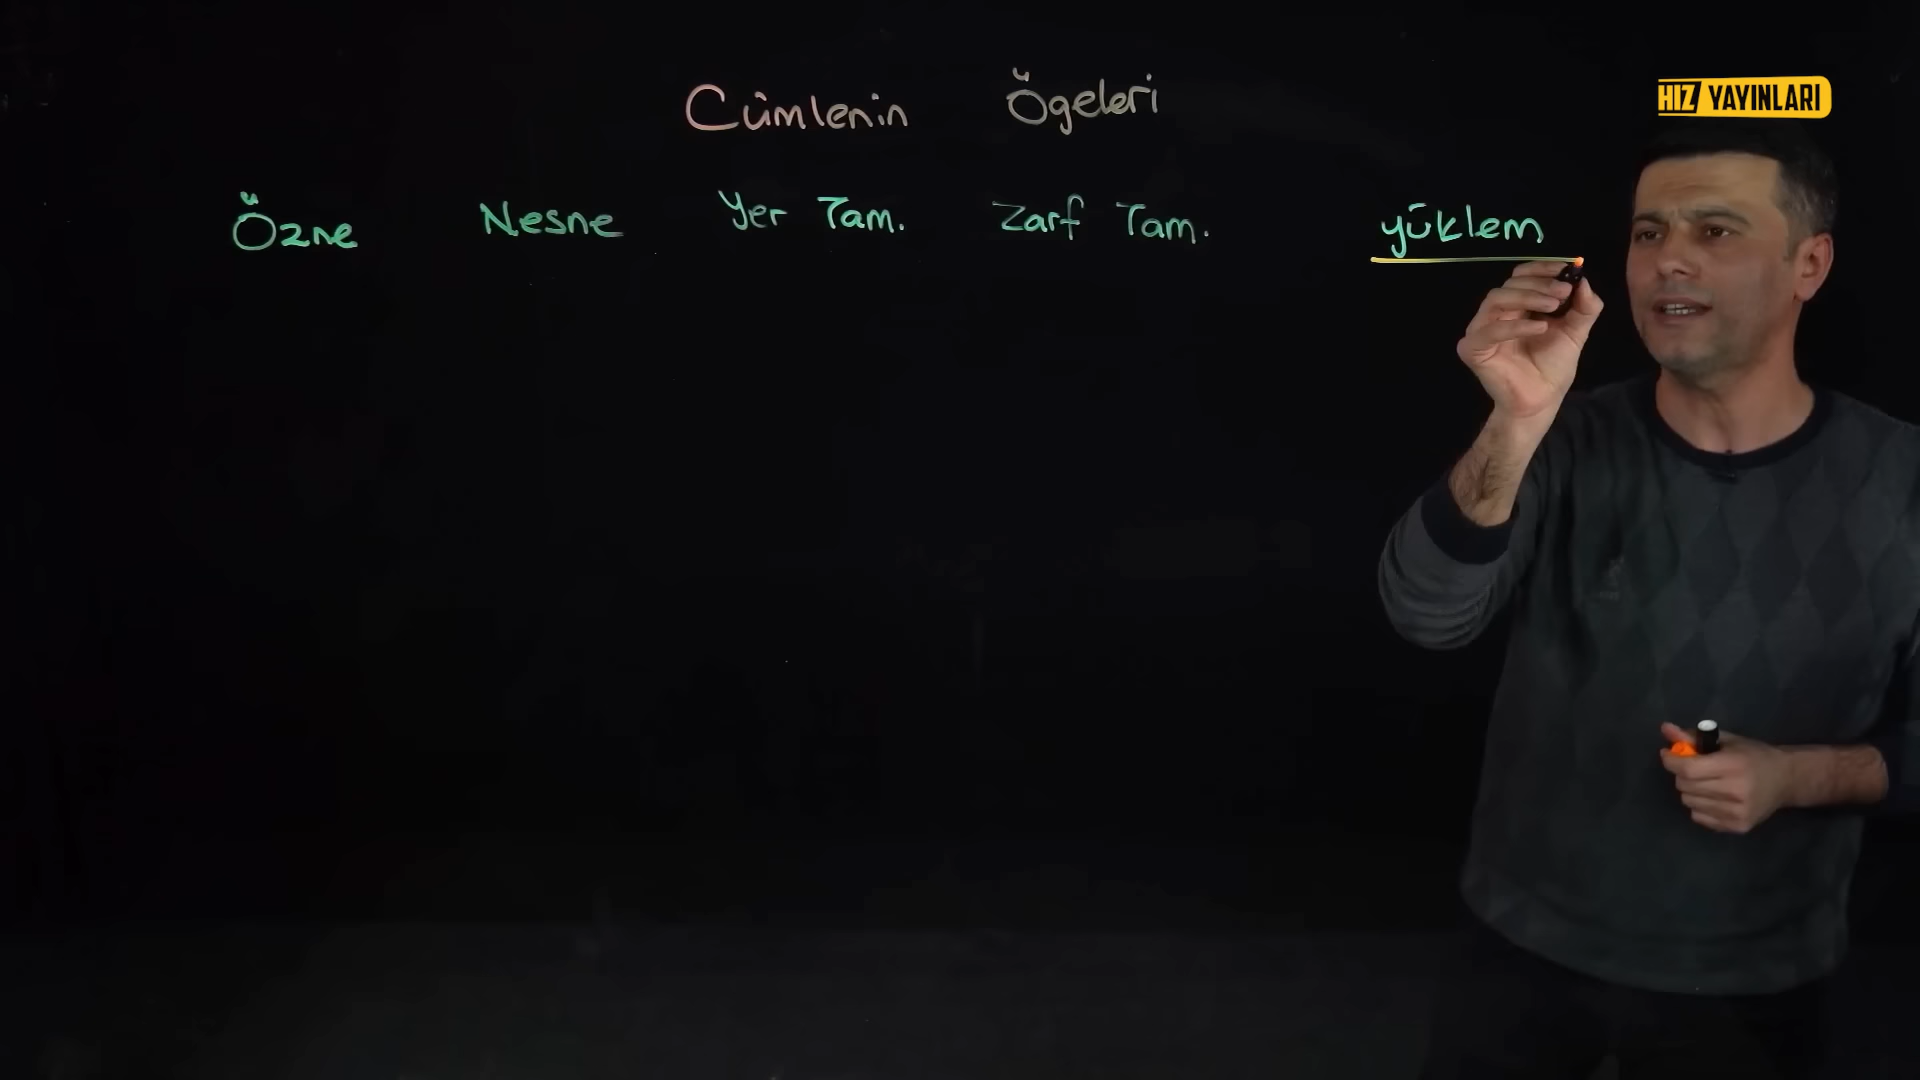 HIZ YAYINLARI
Cümlenin Ögeleri
Özne Nesne Yer Tam. Zarf Tam. yüklem